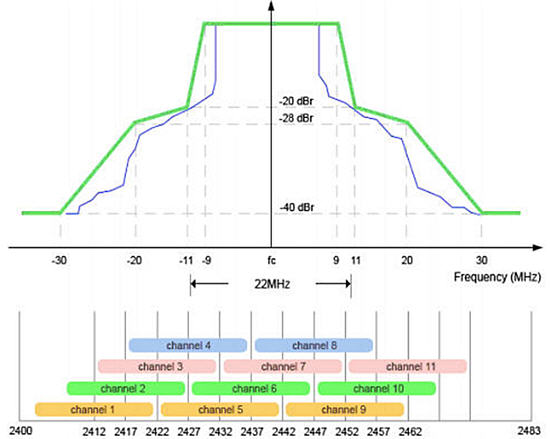 -20 dBr
-28 dBr
-40 dBr
-30 -20 -11 -9 fc 9 11 20 30
Frequency (MHz)
22MHz
channel 4 channel 8
channel 3 channel 7 channel 11
channel 2 channel 6 channel 10
channel 1 channel 5 channel 9
2400 2412 2417 2422 2427 2432 2437 2442 2447 2452 2457 2462 2483